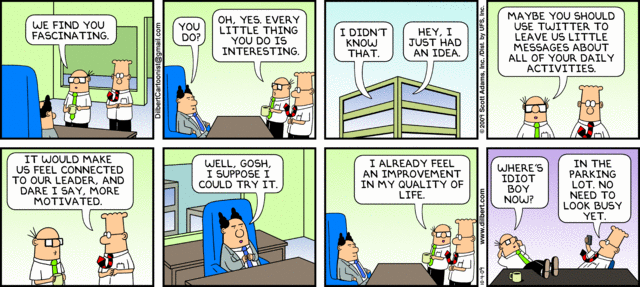 WE FIND YOU
FASCINATING.
DilbertCartoonist@gmail.com
YOU
DO?
OH, YES. EVERY
LITTLE THING
YOU DO IS
INTERESTING.
I DIDN'T
KNOW
THAT.
HEY, I
JUST HAD
AN IDEA.
©2009 Scott Adams, Inc./Dist. by UFS, Inc.
MAYBE YOU SHOULD
USE TWITTER TO
LEAVE US LITTLE
MESSAGES ABOUT
ALL OF YOUR DAILY
ACTIVITIES.
IT WOULD MAKE
US FEEL CONNECTED
TO OUR LEADER, AND
DARE I SAY, MORE
MOTIVATED.
WELL, GOSH,
I SUPPOSE I
COULD TRY IT.
I ALREADY FEEL
AN IMPROVEMENT
IN MY QUALITY OF
LIFE.
www.dilbert.com
10-4-09
WHERE'S
IDIOT
BOY
NOW?
IN THE
PARKING
LOT. NO
NEED TO
LOOK BUSY
YET.